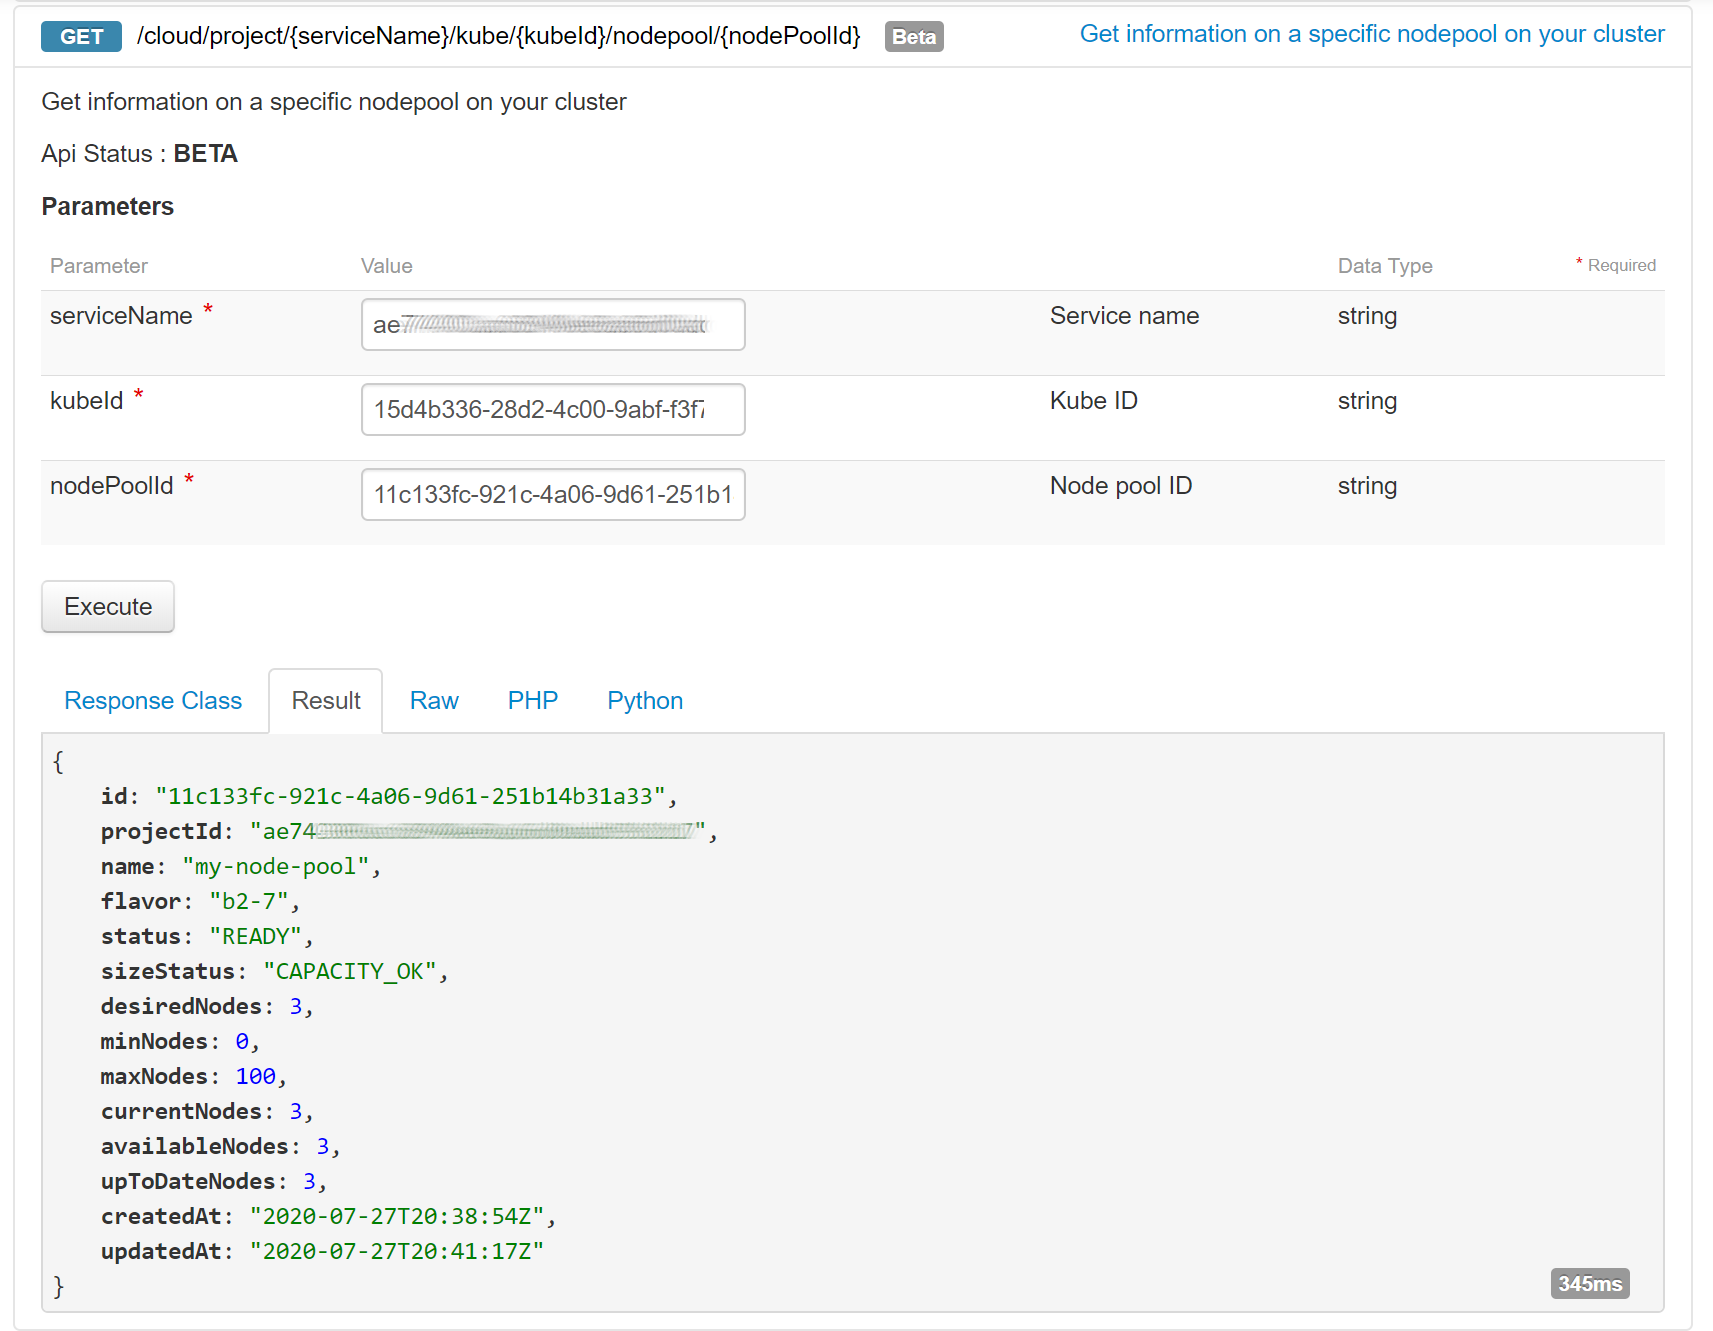 GET /cloud/project/{serviceName}/kube/{kubeId}/nodepool/{nodePoolId} Beta Get information on a specific nodepool on your cluster
Get information on a specific nodepool on your cluster
Api Status : BETA
Parameters
Parameter Value Data Type * Required
serviceName * ae Service name string
kubeId * 15d4b336-28d2-4c00-9abf-f3f7 Kube ID string
nodePoolId * 11c133fc-921c-4a06-9d61-251b1 Node pool ID string
Execute
Response Class Result Raw PHP Python
{
id: "11c133fc-921c-4a06-9d61-251b14b31a33",
projectId: "ae74 ",
name: "my-node-pool",
flavor: "b2-7",
status: "READY",
sizeStatus: "CAPACITY_OK",
desiredNodes: 3,
minNodes: 0,
maxNodes: 100,
currentNodes: 3,
availableNodes: 3,
upToDateNodes: 3,
createdAt: "2020-07-27T20:38:54Z",
updatedAt: "2020-07-27T20:41:17Z"
}
345ms